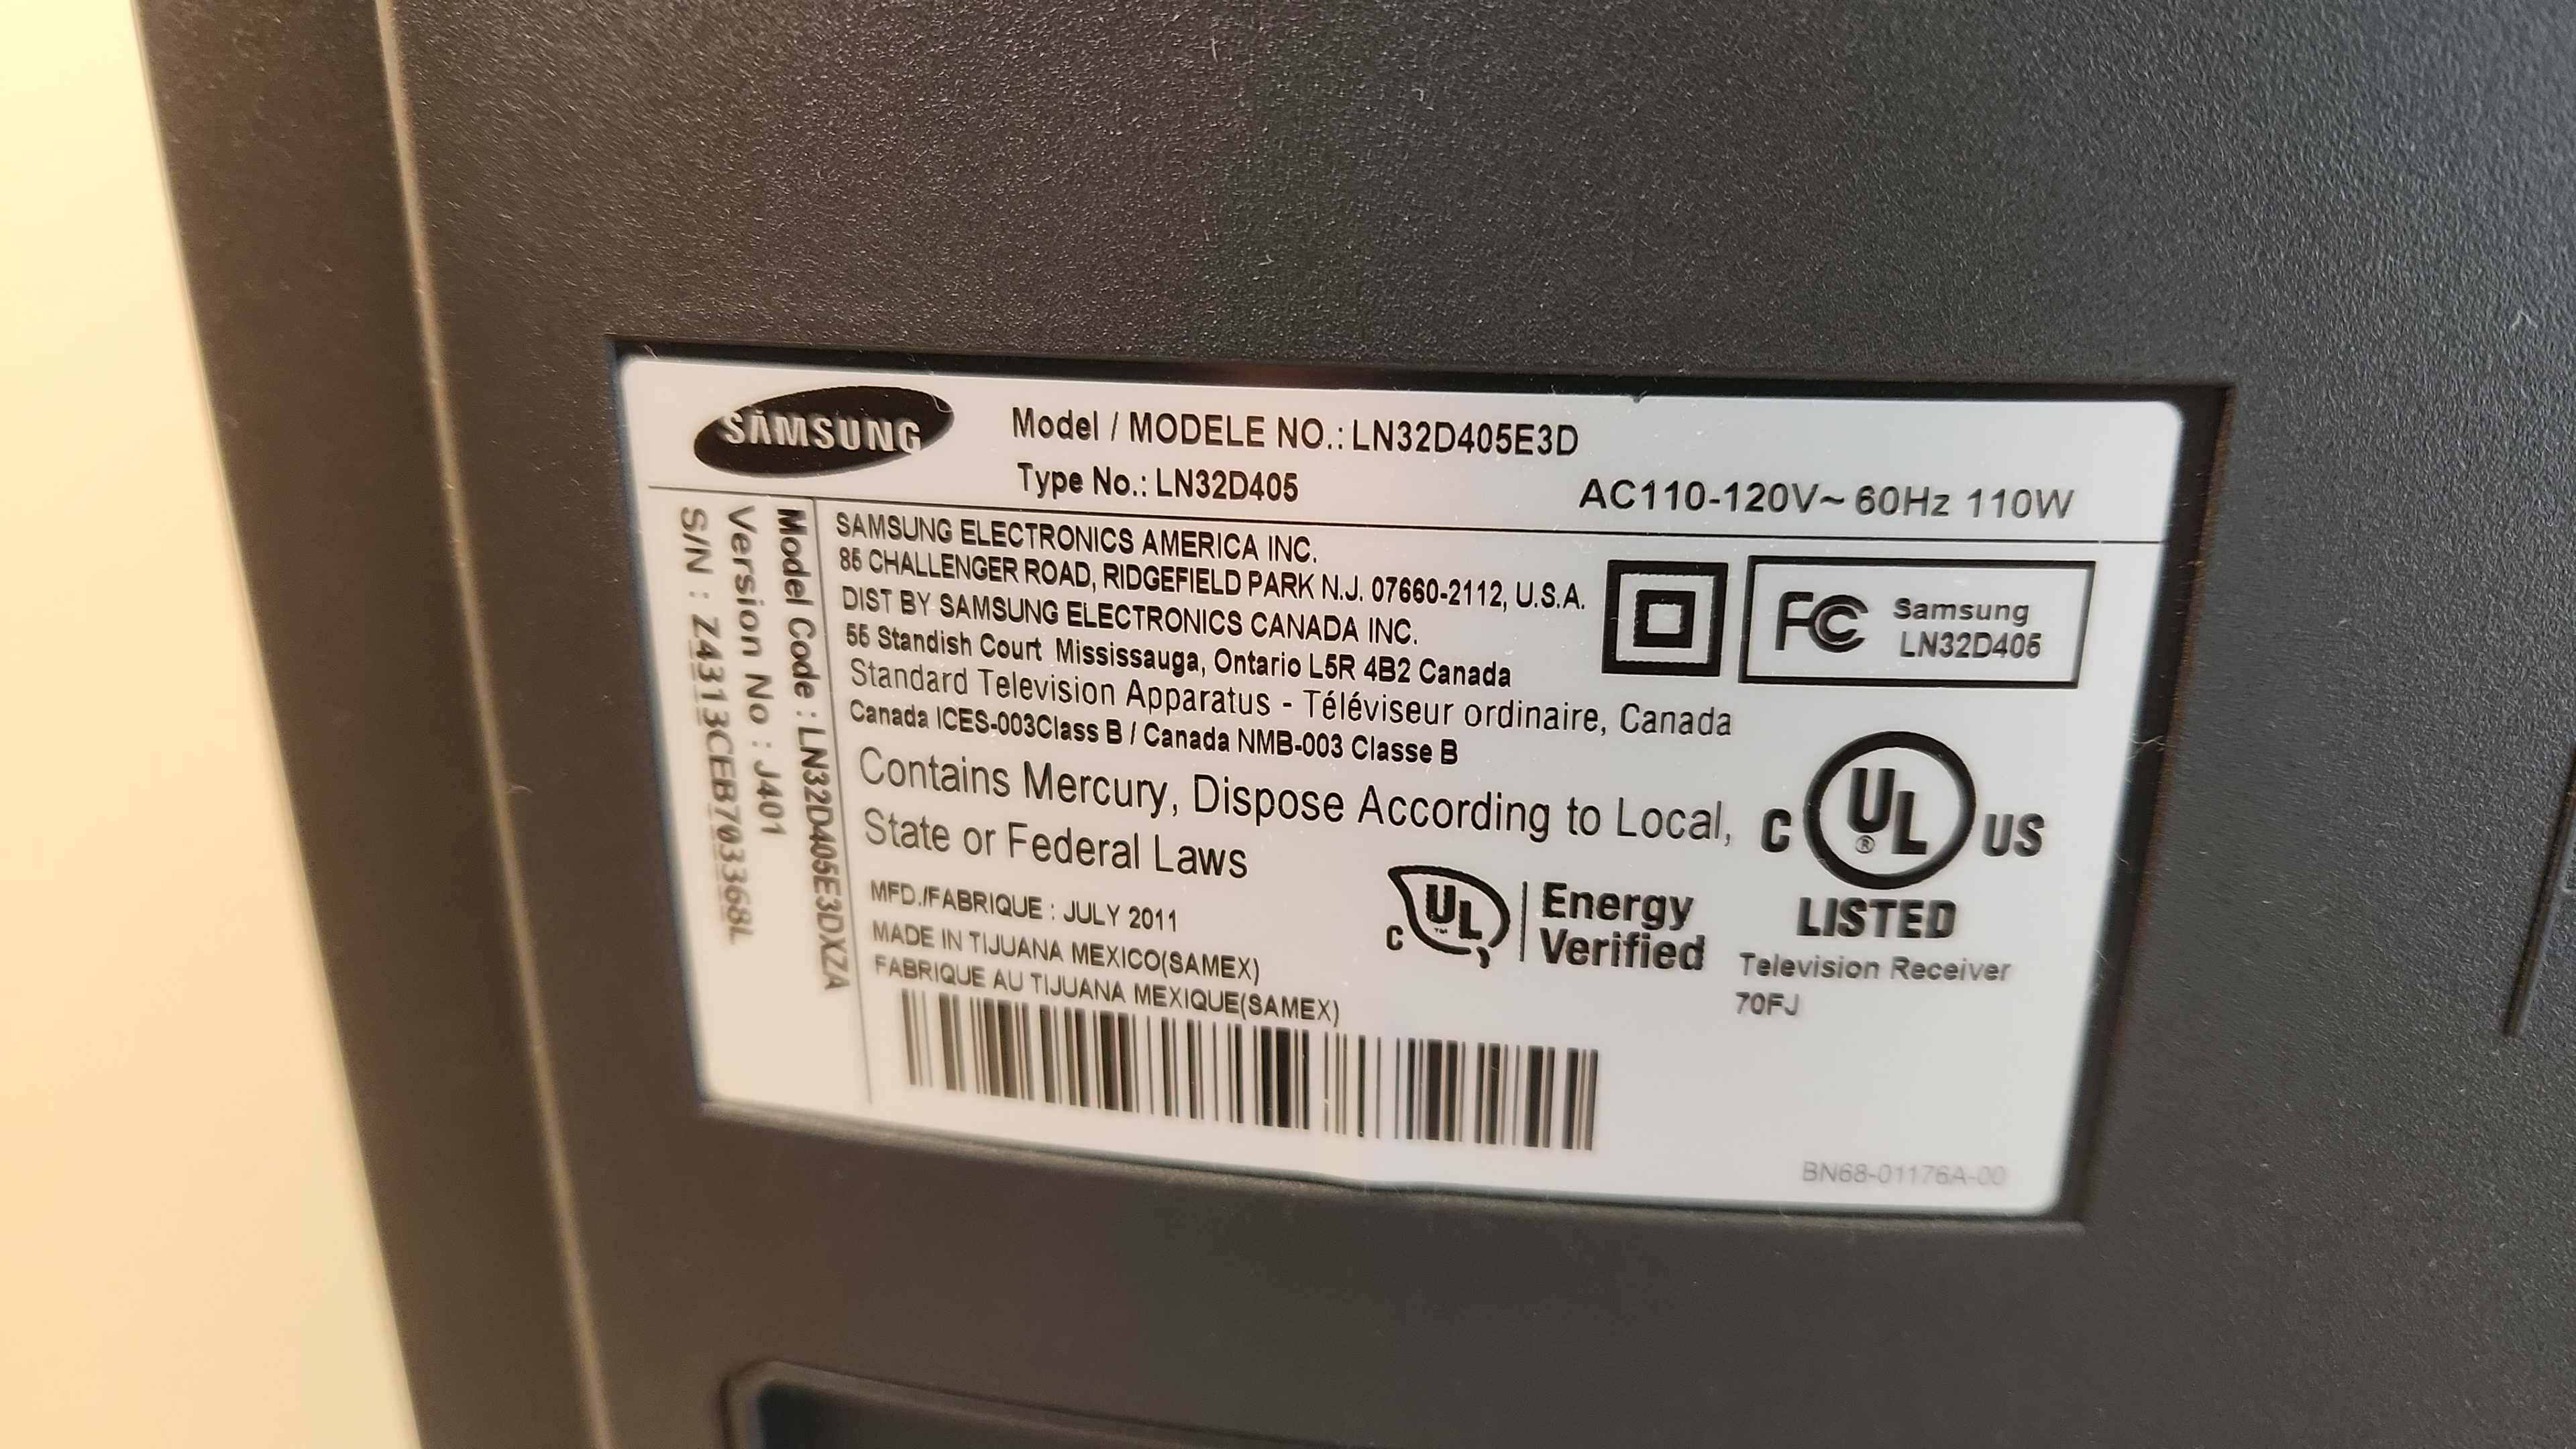 SAMSUNG
Model / MODELE NO.: LN32D405E3D
Type No.: LN32D405
AC110-120V~ 60Hz 110W
Model Code : LN32D405E3DXZA
Version No : J401
S/N : Z4313CEB703368L
SAMSUNG ELECTRONICS AMERICA INC.
85 CHALLENGER ROAD, RIDGEFIELD PARK N.J. 07660-2112, U.S.A.
DIST BY SAMSUNG ELECTRONICS CANADA INC.
55 Standish Court Mississauga, Ontario L5R 4B2 Canada
Standard Television Apparatus - Téléviseur ordinaire, Canada
Canada ICES-003Class B / Canada NMB-003 Classe B
FC Samsung
LN32D405
Contains Mercury, Dispose According to Local,
State or Federal Laws
C UL ® US
LISTED
Television Receiver
70FJ
C UL ™ Energy
Verified
MFD./FABRIQUE : JULY 2011
MADE IN TIJUANA MEXICO(SAMEX)
FABRIQUE AU TIJUANA MEXIQUE(SAMEX)
BN68-01176A-00